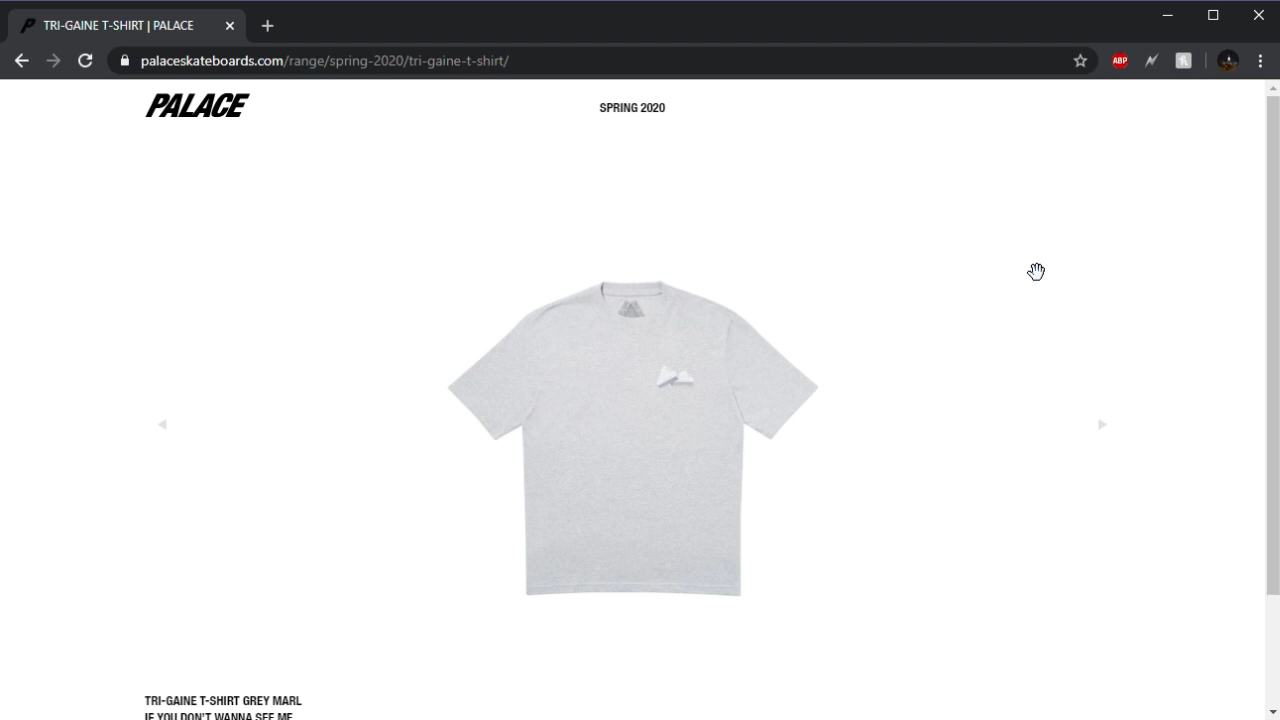 TRI-GAINE T-SHIRT | PALACE
palaceskateboards.com/range/spring-2020/tri-gaine-t-shirt/
ABP
PALACE
SPRING 2020
TRI-GAINE T-SHIRT GREY MARL
IF YOU DON'T WANNA SEE ME